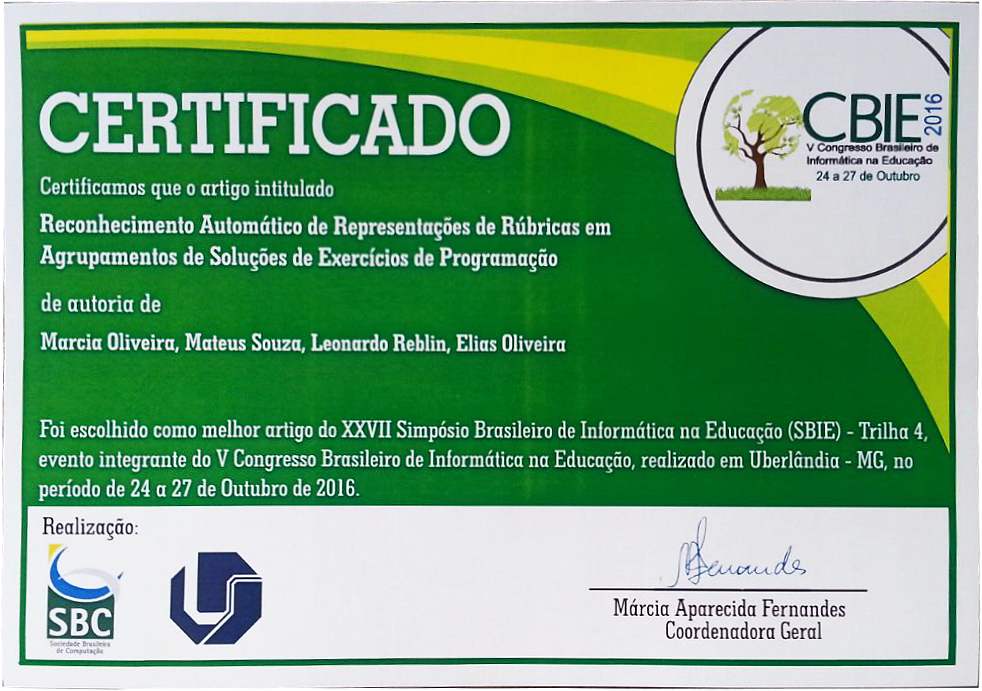 CERTIFICADO
CBIE 2016
V Congresso Brasileiro de
Informática na Educação
24 a 27 de Outubro
Certificamos que o artigo intitulado
Reconhecimento Automático de Representações de Rúbricas em
Agrupamentos de Soluções de Exercícios de Programação
de autoria de
Marcia Oliveira, Mateus Souza, Leonardo Reblin, Elias Oliveira
Foi escolhido como melhor artigo do XXVII Simpósio Brasileiro de Informática na Educação (SBIE) - Trilha 4,
evento integrante do V Congresso Brasileiro de Informática na Educação, realizado em Uberlândia - MG, no
período de 24 a 27 de Outubro de 2016.
Realização:
SBC
Sociedade Brasileira
de Computação
Márcia Aparecida Fernandes
Coordenadora Geral